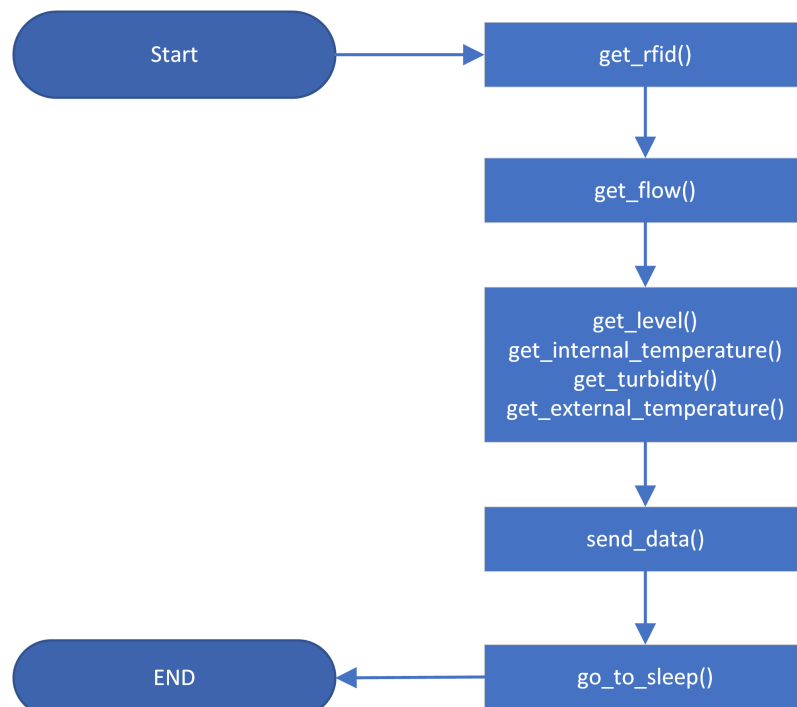 Start
get_rfid()
get_flow()
get_level()
get_internal_temperature()
get_turbidity()
get_external_temperature()
send_data()
go_to_sleep()
END